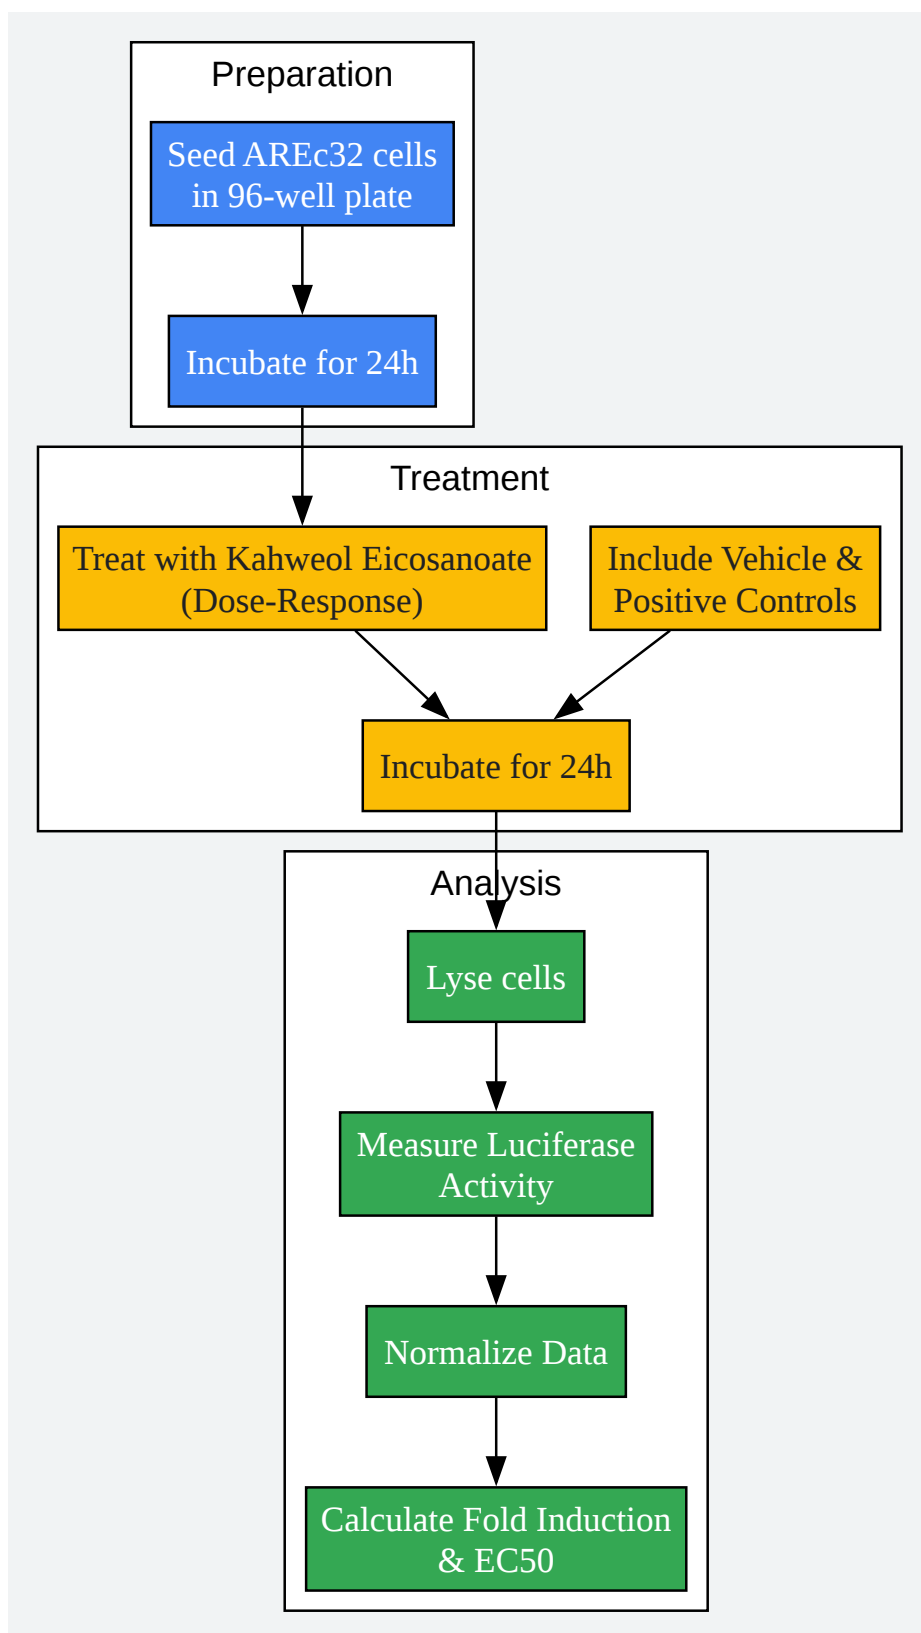 Preparation
Seed AREc32 cells
in 96-well plate
Incubate for 24h
Treatment
Treat with Kahweol Eicosanoate
(Dose-Response)
Include Vehicle &
Positive Controls
Incubate for 24h
Analysis
Lyse cells
Measure Luciferase
Activity
Normalize Data
Calculate Fold Induction
& EC50